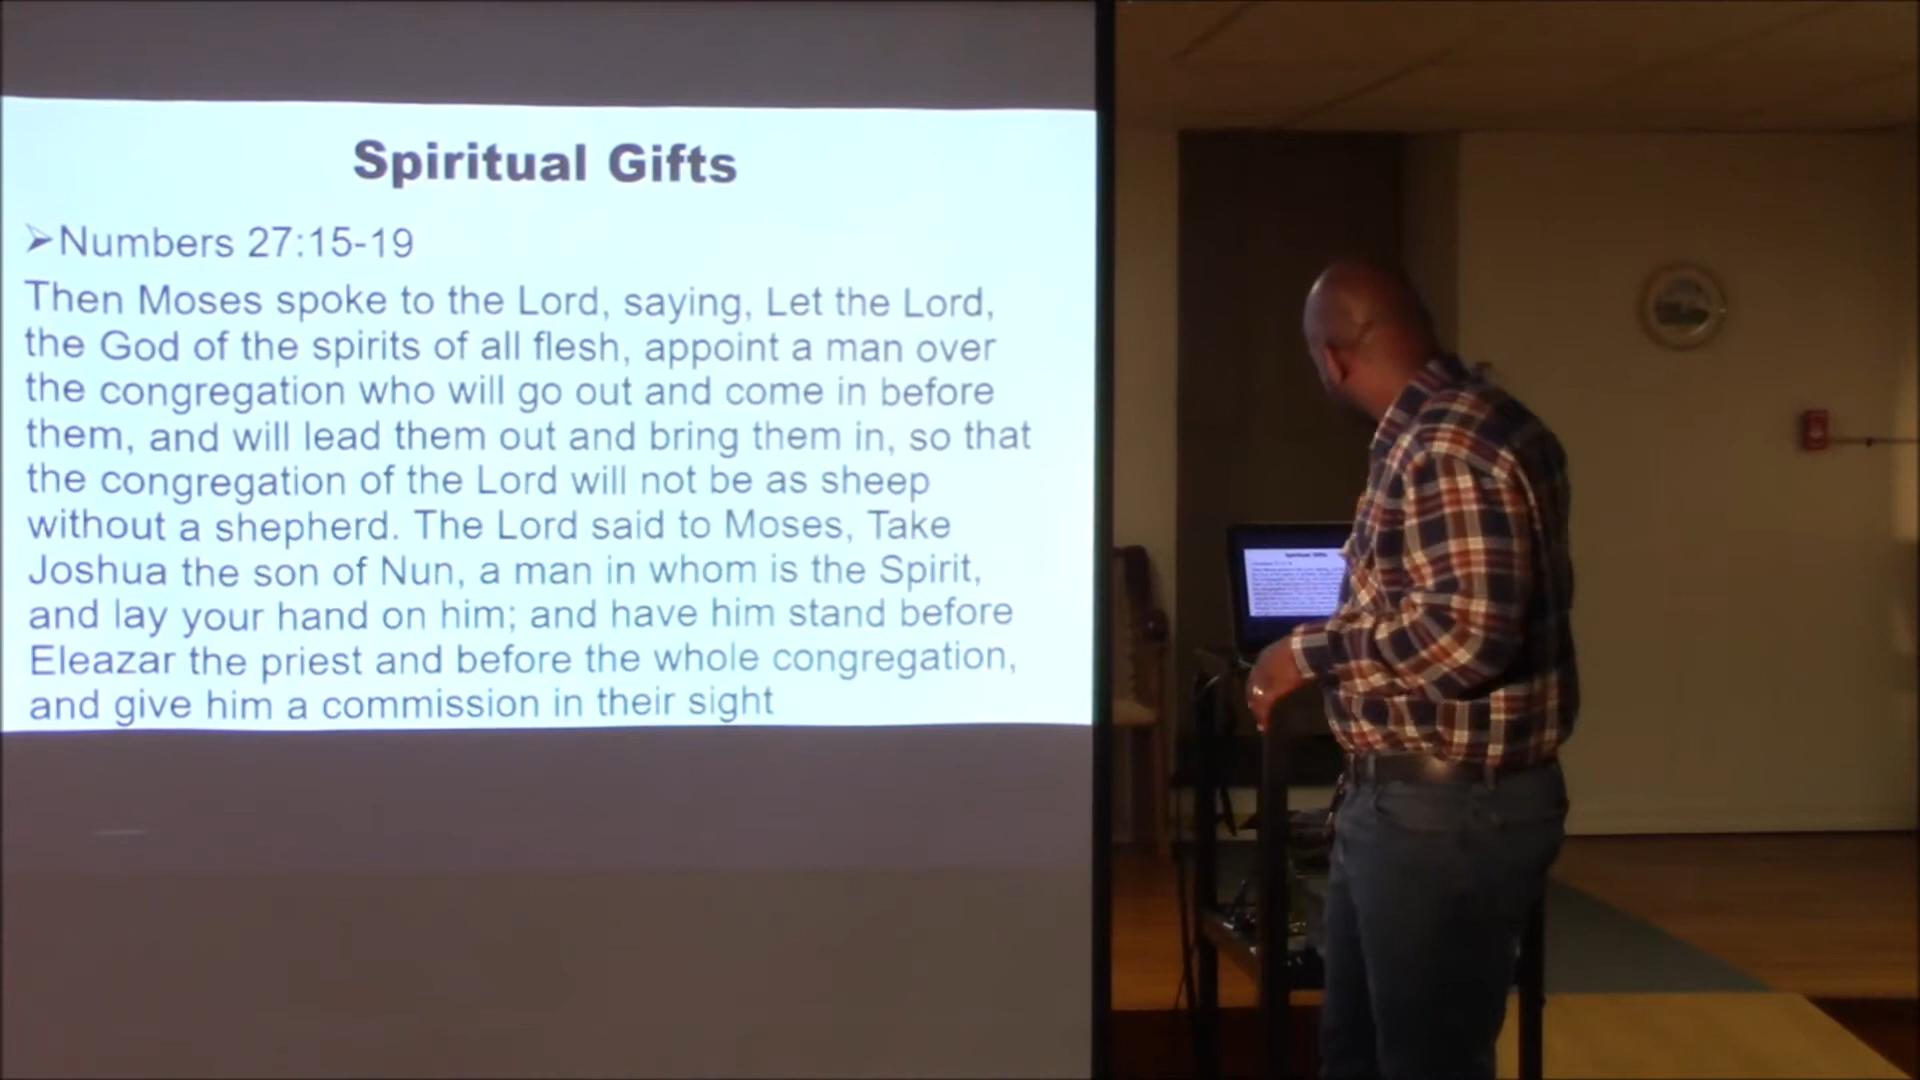 Spiritual Gifts
➢Numbers 27:15-19
Then Moses spoke to the Lord, saying, Let the Lord,
the God of the spirits of all flesh, appoint a man over
the congregation who will go out and come in before
them, and will lead them out and bring them in, so that
the congregation of the Lord will not be as sheep
without a shepherd. The Lord said to Moses, Take
Joshua the son of Nun, a man in whom is the Spirit,
and lay your hand on him; and have him stand before
Eleazar the priest and before the whole congregation,
and give him a commission in their sight
Spiritual Gifts